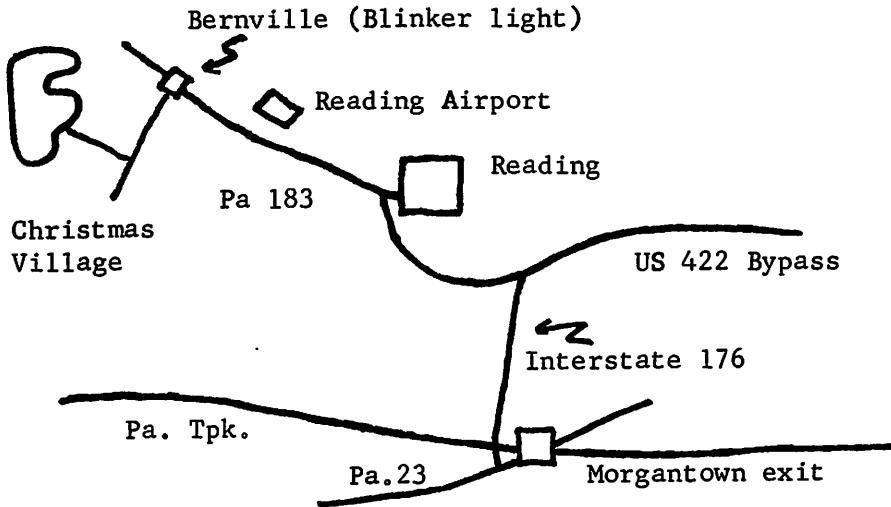 Bernville (Blinker light)
Reading Airport
Reading
Pa 183
Christmas
Village
US 422 Bypass
Interstate 176
Pa. Tpk.
Pa.23
Morgantown exit